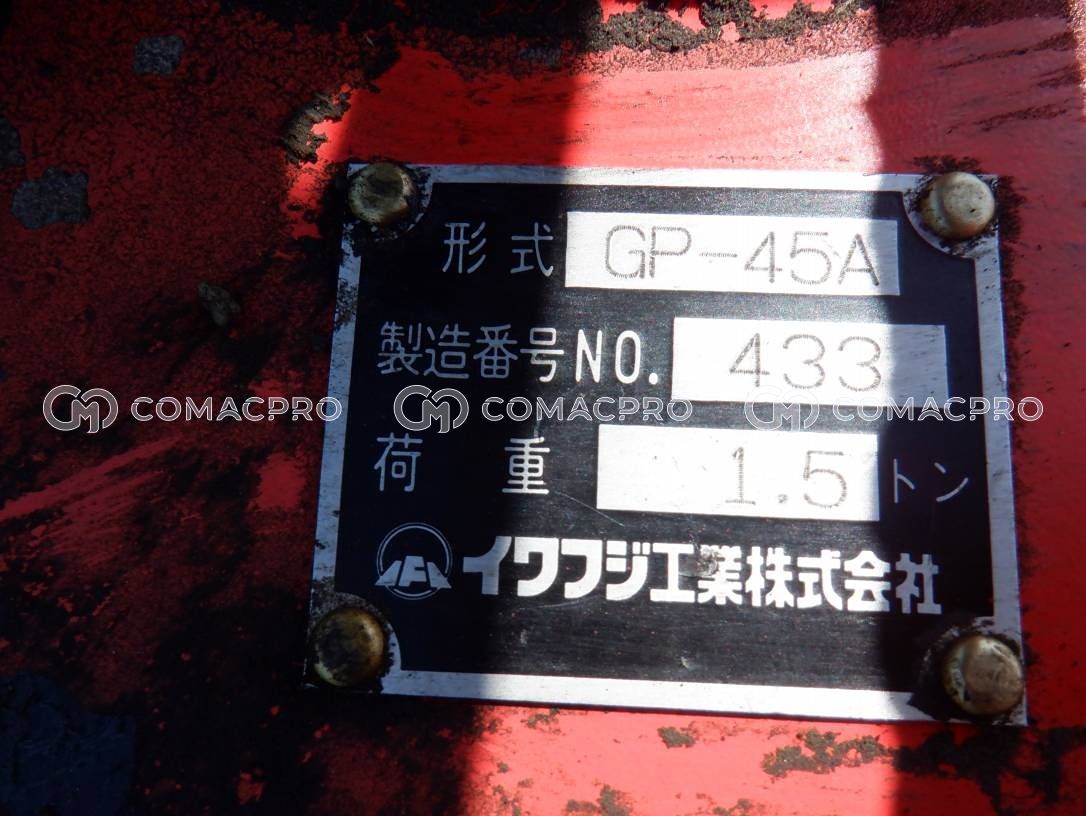 形式 GP-45A
製造番号NO. 433
COMACPRO COMACPRO COMACPRO
荷重 1.5 トン
イワフジ工業株式会社